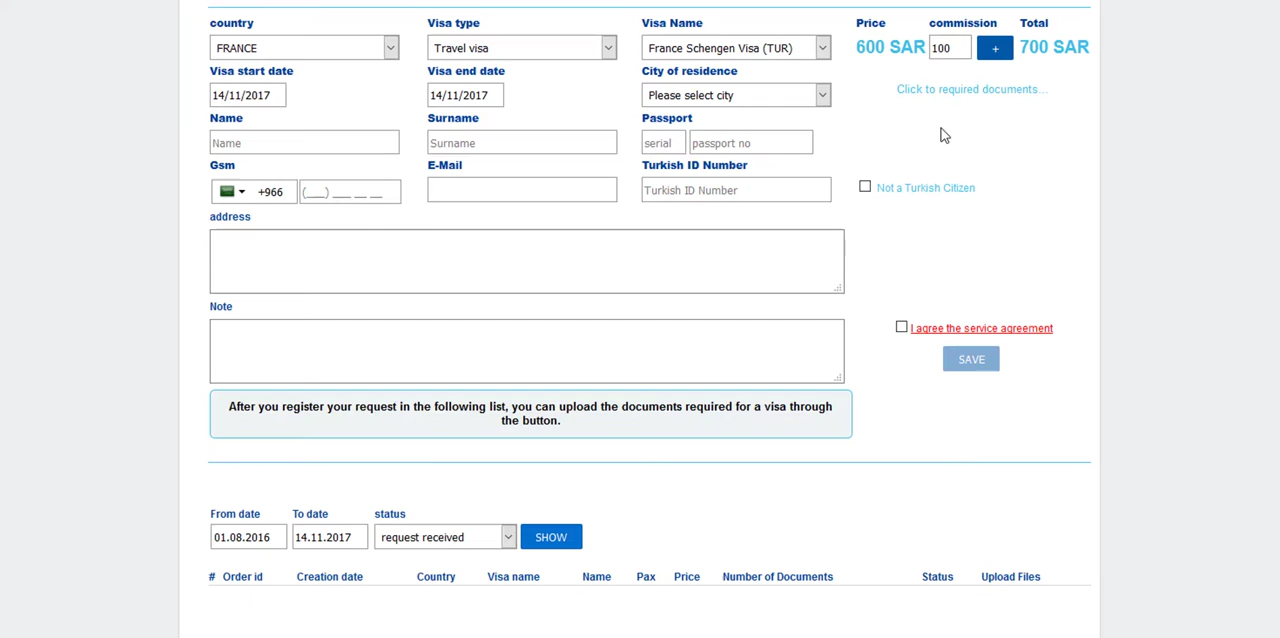 country Visa type Visa Name Price commission Total
FRANCE Travel visa France Schengen Visa (TUR) 600 SAR 100 + 700 SAR
Visa start date Visa end date City of residence
14/11/2017 14/11/2017 Please select city Click to required documents...
Name Surname Passport
Name Surname serial passport no
Gsm E-Mail Turkish ID Number
+966 (___) ___ __ __ Turkish ID Number Not a Turkish Citizen
address
Note
I agree the service agreement
SAVE
After you register your request in the following list, you can upload the documents required for a visa through
the button.
From date To date status
01.08.2016 14.11.2017 request received SHOW
# Order id Creation date Country Visa name Name Pax Price Number of Documents Status Upload Files